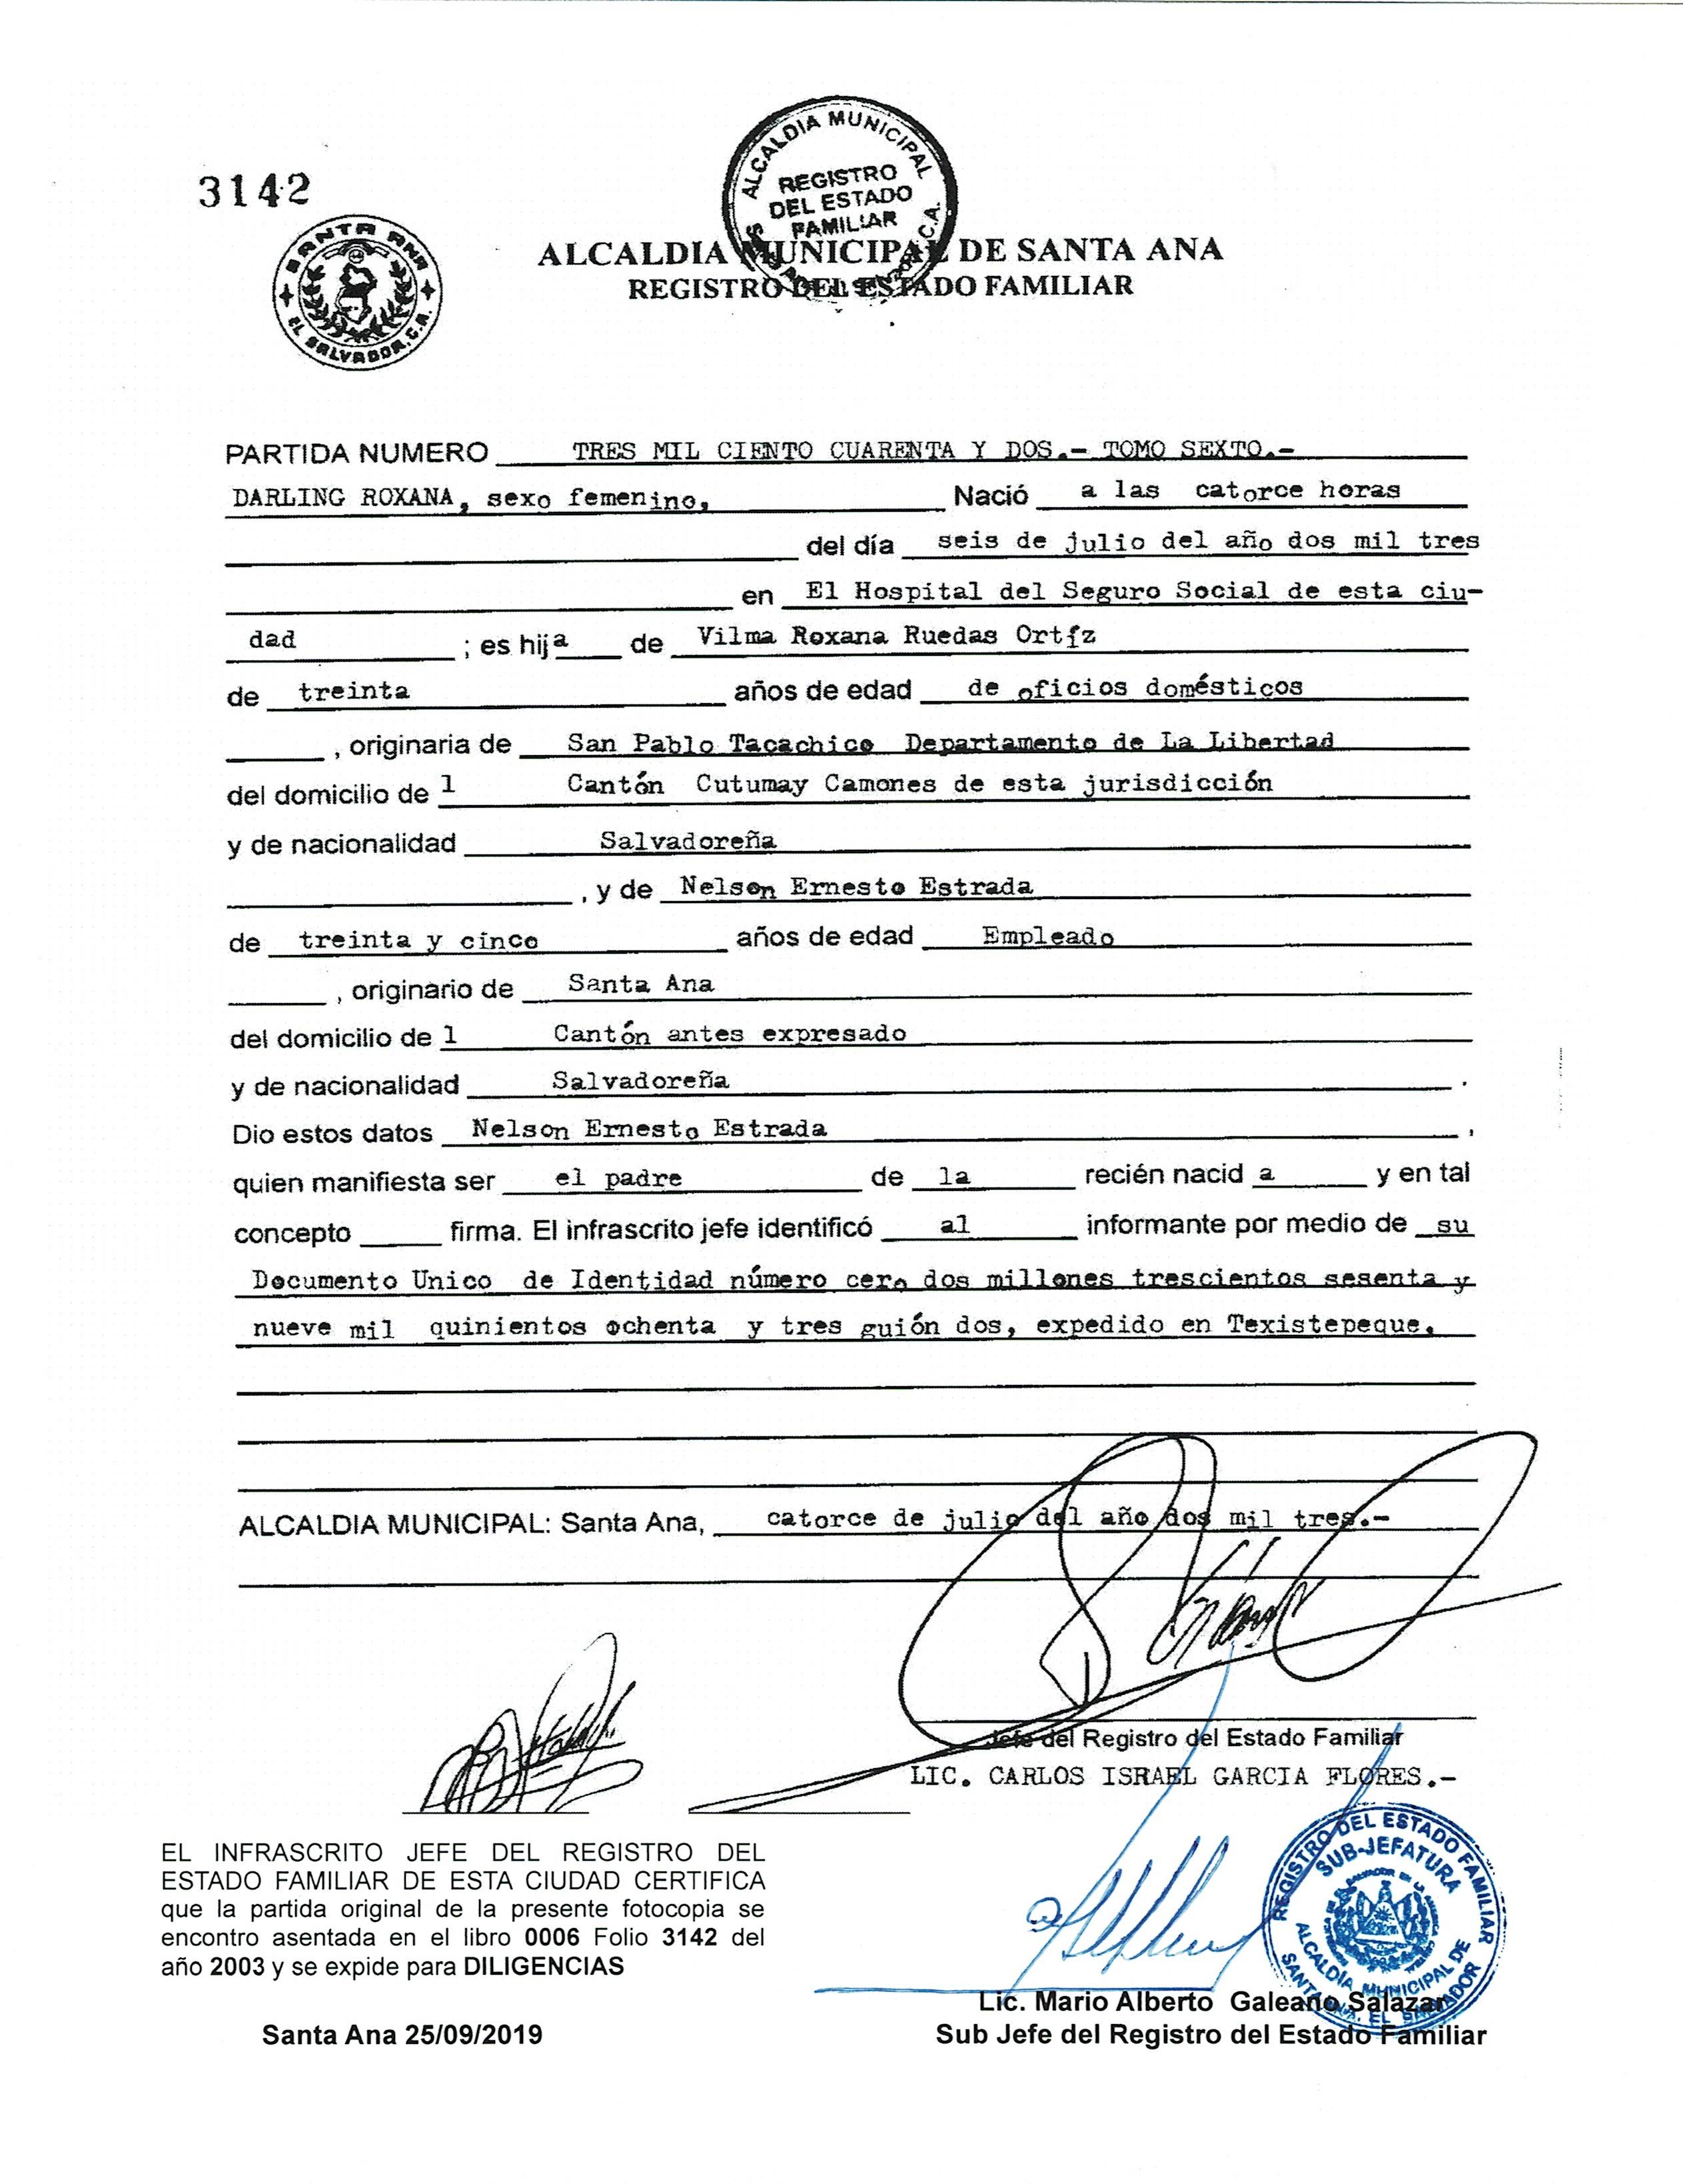 3142
ALCALDIA MUNICIPAL
REGISTRO
DEL ESTADO
FAMILIAR
SANTA ANA
EL SALVADOR, C.A.
ALCALDIA MUNICIPAL DE SANTA ANA
REGISTRO DEL ESTADO FAMILIAR
PARTIDA NUMERO TRES MIL CIENTO CUARENTA Y DOS.- TOMO SEXTO.-
DARLING ROXANA, sexo femenino, Nació a las catorce horas
del día seis de julio del año dos mil tres
en El Hospital del Seguro Social de esta ciu-
dad ; es hija de Vilma Roxana Ruedas Ortíz
de treinta años de edad de oficios domésticos
, originaria de San Pablo Tacachico Departamento de La Libertad
del domicilio de l Cantón Cutumay Camones de esta jurisdicción
y de nacionalidad Salvadoreña
, y de Nelson Ernesto Estrada
de treinta y cinco años de edad Empleado
, originario de Santa Ana
del domicilio de l Cantón antes expresado
y de nacionalidad Salvadoreña .
Dio estos datos Nelson Ernesto Estrada ,
quien manifiesta ser el padre de la recién nacid a y en tal
concepto firma. El infrascrito jefe identificó al informante por medio de su
Documento Unico de Identidad número cero dos millones trescientos sesenta y
nueve mil quinientos ochenta y tres guión dos, expedido en Texistepeque.
ALCALDIA MUNICIPAL: Santa Ana, catorce de julio del año dos mil tres.-
Jefe del Registro del Estado Familiar
LIC. CARLOS ISRAEL GARCIA FLORES.-
EL INFRASCRITO JEFE DEL REGISTRO DEL
ESTADO FAMILIAR DE ESTA CIUDAD CERTIFICA
que la partida original de la presente fotocopia se
encontro asentada en el libro 0006 Folio 3142 del
año 2003 y se expide para DILIGENCIAS
Santa Ana 25/09/2019
REGISTRO DEL ESTADO FAMILIAR
SUB-JEFATURA
ALCALDÍA MUNICIPAL DE
SANTA ANA, EL SALVADOR
Lic. Mario Alberto Galeano Salazar
Sub Jefe del Registro del Estado Familiar